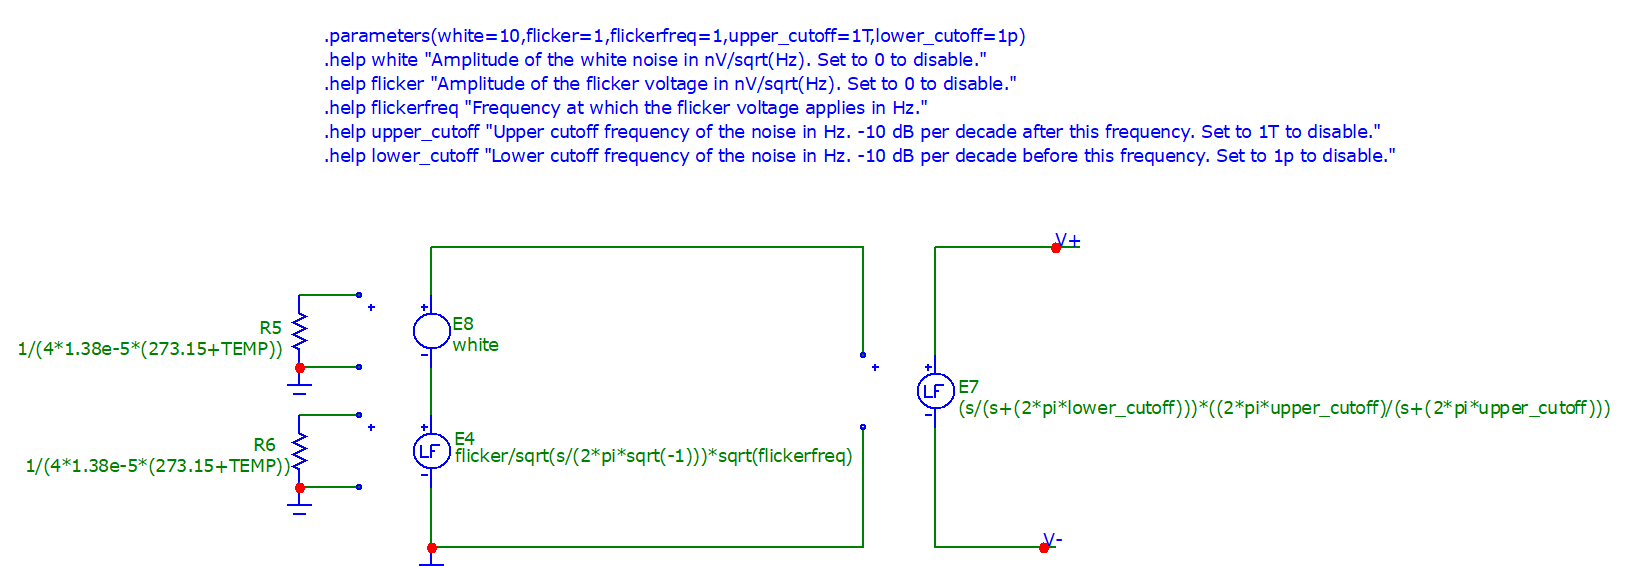 .parameters(white=10,flicker=1,flickerfreq=1,upper_cutoff=1T,lower_cutoff=1p)
.help white "Amplitude of the white noise in nV/sqrt(Hz). Set to 0 to disable."
.help flicker "Amplitude of the flicker voltage in nV/sqrt(Hz). Set to 0 to disable."
.help flickerfreq "Frequency at which the flicker voltage applies in Hz."
.help upper_cutoff "Upper cutoff frequency of the noise in Hz. -10 dB per decade after this frequency. Set to 1T to disable."
.help lower_cutoff "Lower cutoff frequency of the noise in Hz. -10 dB per decade before this frequency. Set to 1p to disable."
V+
R5
1/(4*1.38e-5*(273.15+TEMP))
+
+
E8
white
-
+
+
LF
E7
(s/(s+(2*pi*lower_cutoff)))*((2*pi*upper_cutoff)/(s+(2*pi*upper_cutoff)))
-
R6
1/(4*1.38e-5*(273.15+TEMP))
+
+
LF
E4
flicker/sqrt(s/(2*pi*sqrt(-1)))*sqrt(flickerfreq)
-
V-